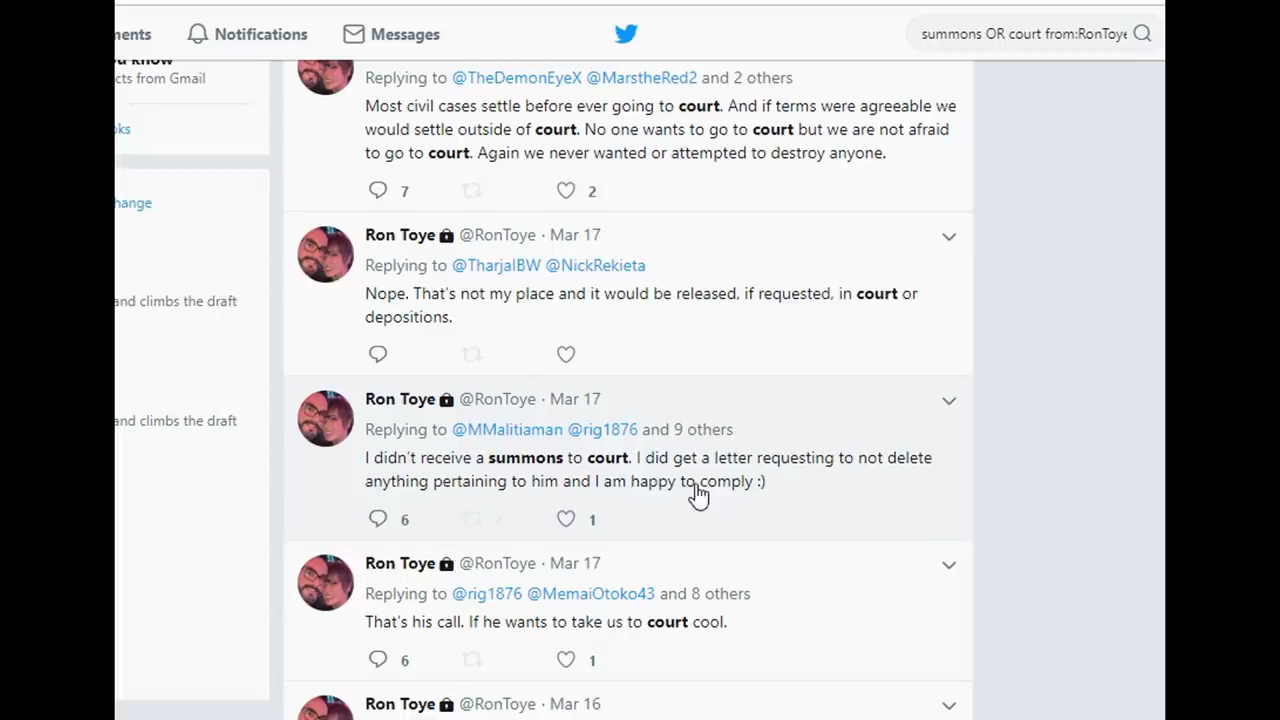 nents Notifications Messages summons OR court from:RonToye
u know
cts from Gmail
oks
hange
and climbs the draft
and climbs the draft
Replying to @TheDemonEyeX @MarstheRed2 and 2 others
Most civil cases settle before ever going to court. And if terms were agreeable we
would settle outside of court. No one wants to go to court but we are not afraid
to go to court. Again we never wanted or attempted to destroy anyone.
7 2
Ron Toye @RonToye · Mar 17
Replying to @TharjaIBW @NickRekieta
Nope. That's not my place and it would be released, if requested, in court or
depositions.
Ron Toye @RonToye · Mar 17
Replying to @MMalitiaman @rig1876 and 9 others
I didn't receive a summons to court. I did get a letter requesting to not delete
anything pertaining to him and I am happy to comply :)
6 2 1
Ron Toye @RonToye · Mar 17
Replying to @rig1876 @MemaiOtoko43 and 8 others
That's his call. If he wants to take us to court cool.
6 1
Ron Toye @RonToye · Mar 16